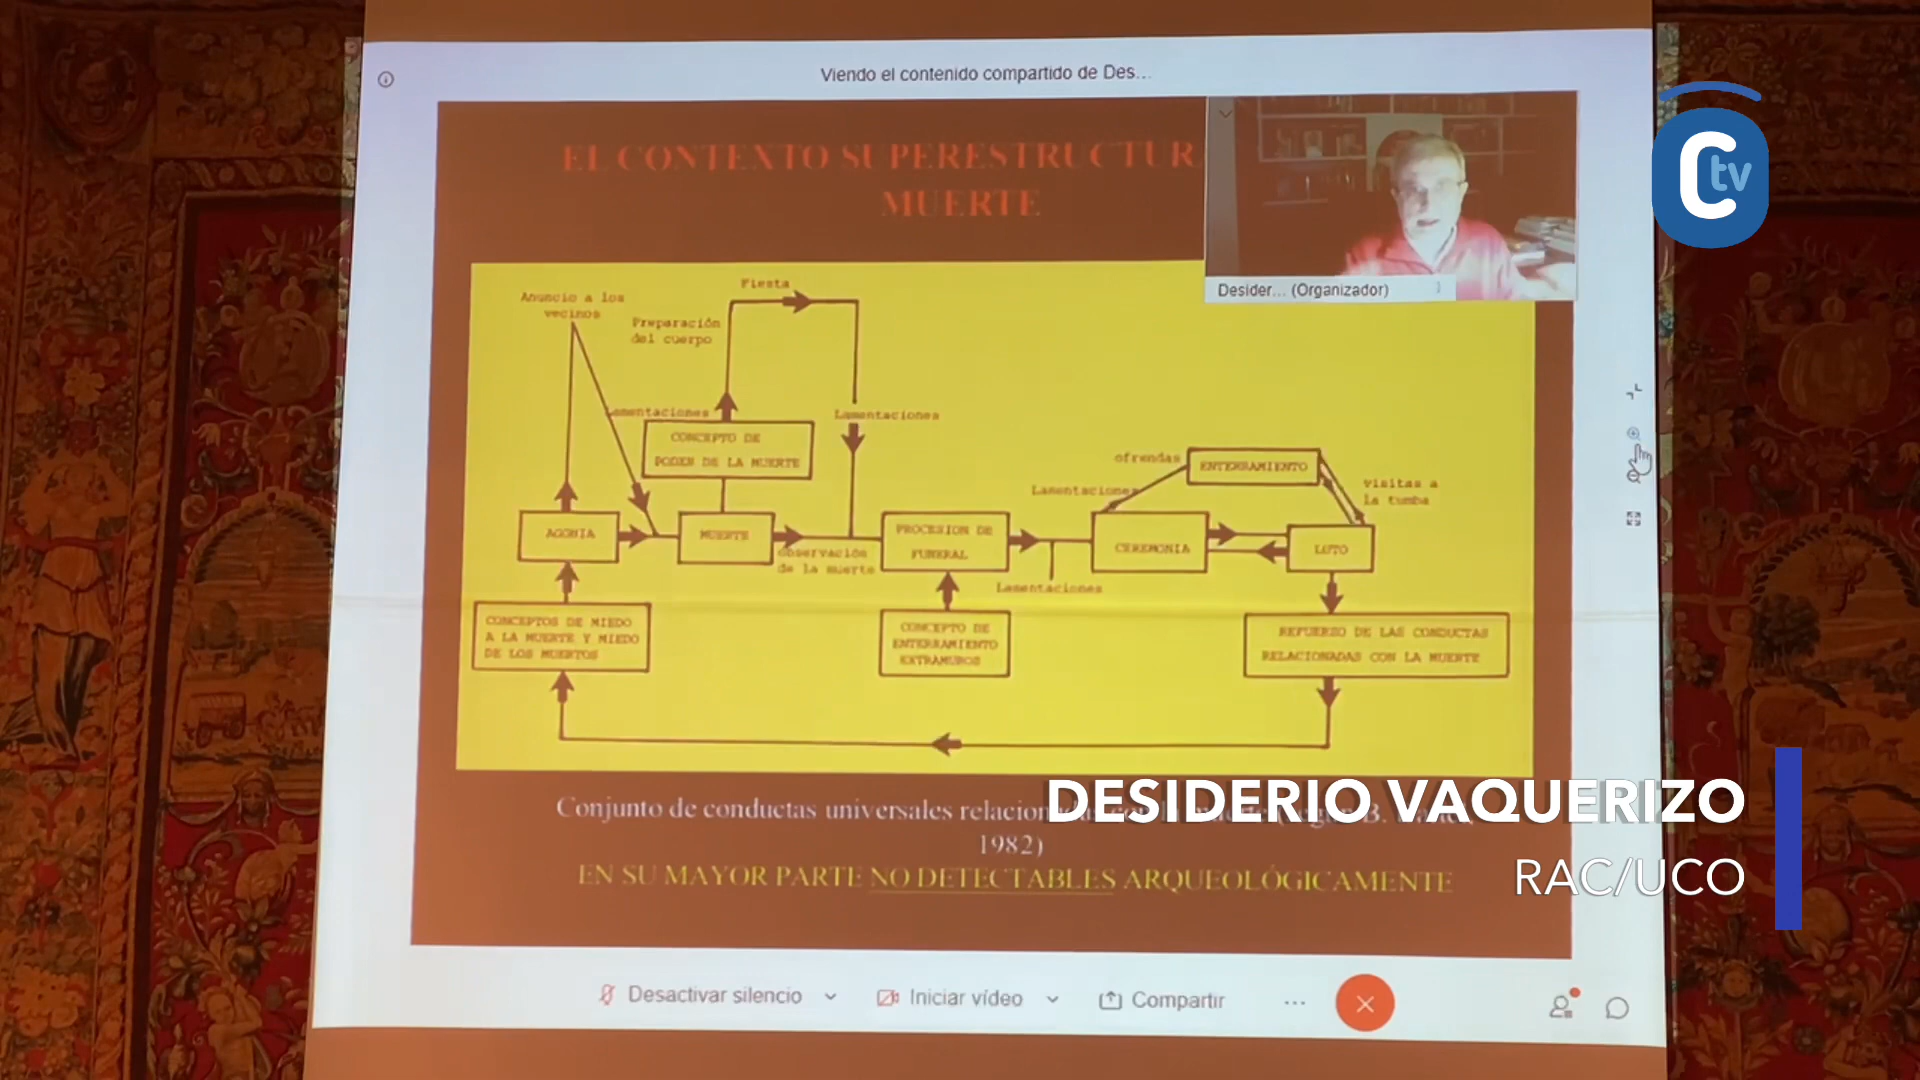 Viendo el contenido compartido de Des...
EL CONTEXTO SUPERESTRUCTUR
MUERTE
Desider... (Organizador)
C tv
Fiesta
Anuncio a los
vecinos
Preparación
del cuerpo
Lamentaciones
Lamentaciones
CONCEPTO DE
PODER DE LA MUERTE
ofrendas
ENTERRAMIENTO
Lamentaciones
visitas a
la tumba
AGONIA
MUERTE
observación
de la muerte
PROCESION DE
FUNERAL
CEREMONIA
LUTO
Lamentaciones
CONCEPTOS DE MIEDO
A LA MUERTE Y MIEDO
DE LOS MUERTOS
CONCEPTO DE
ENTERRAMIENTO
EXTRAMUROS
REFUERZO DE LAS CONDUCTAS
RELACIONADAS CON LA MUERTE
Conjunto de conductas universales
1982)
EN SU MAYOR PARTE NO DETECTABLES ARQUEOLÓGICAMENTE
DESIDERIO VAQUERIZO
RAC/UCO
Desactivar silencio
Iniciar vídeo
Compartir